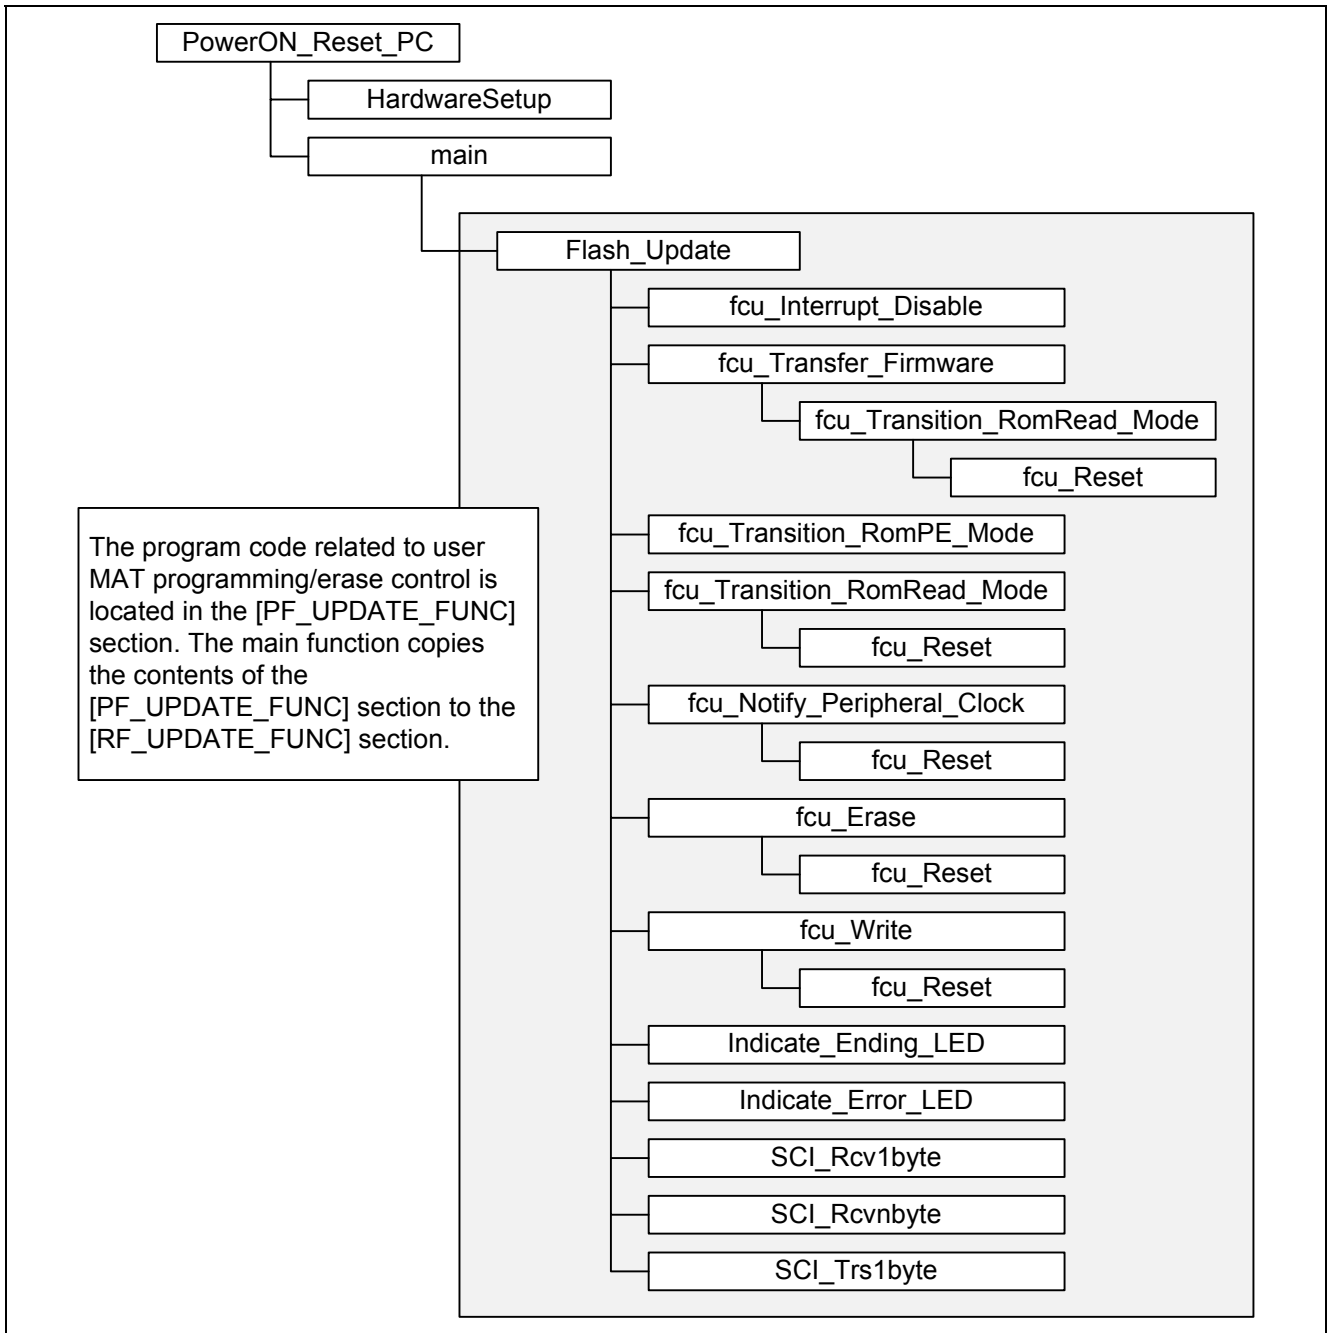 PowerON_Reset_PC
HardwareSetup
main
Flash_Update
fcu_Interrupt_Disable
fcu_Transfer_Firmware
fcu_Transition_RomRead_Mode
fcu_Reset
The program code related to user
MAT programming/erase control is
located in the [PF_UPDATE_FUNC]
section. The main function copies
the contents of the
[PF_UPDATE_FUNC] section to the
[RF_UPDATE_FUNC] section.
fcu_Transition_RomPE_Mode
fcu_Transition_RomRead_Mode
fcu_Reset
fcu_Notify_Peripheral_Clock
fcu_Reset
fcu_Erase
fcu_Reset
fcu_Write
fcu_Reset
Indicate_Ending_LED
Indicate_Error_LED
SCI_Rcv1byte
SCI_Rcvnbyte
SCI_Trs1byte